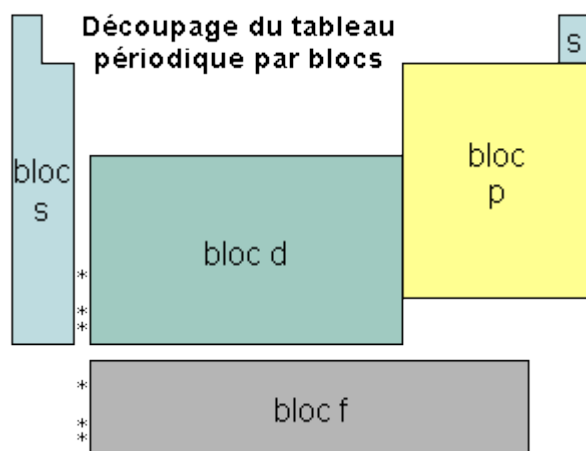 Découpage du tableau
périodique par blocs
s
bloc
s
bloc
p
bloc d
*
*
*
bloc f
*
*
*